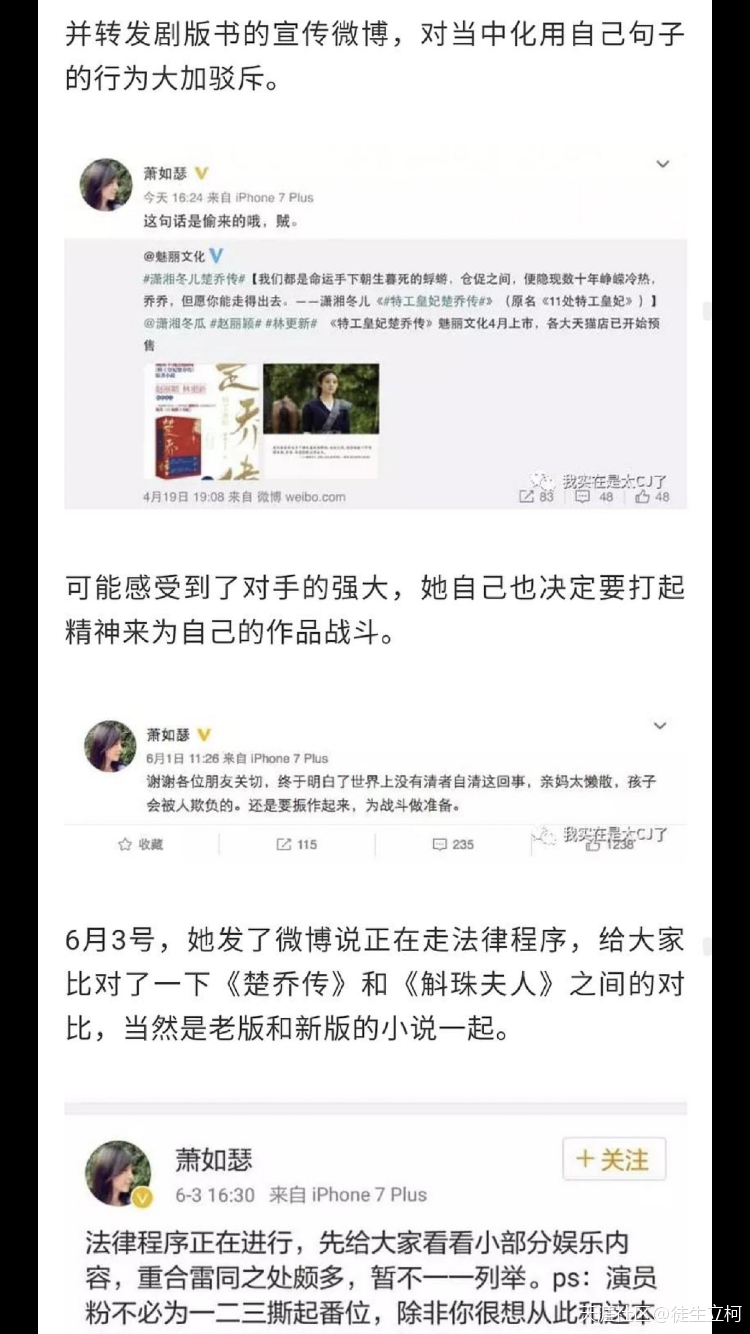 并转发剧版书的宣传微博，对当中化用自己句子
的行为大加驳斥。
萧如瑟
今天 16:24 来自 iPhone 7 Plus
这句话是偷来的哦，贼。
@魅丽文化
#潇湘冬儿楚乔传#【我们都是命运手下朝生暮死的蜉蝣，仓促之间，便隐现数十年峥嵘冷热，
乔乔，但愿你能走得出去。——潇湘冬儿《#特工皇妃楚乔传#》（原名《11处特工皇妃》）】
@潇湘冬瓜 #赵丽颖# #林更新# 《特工皇妃楚乔传》魅丽文化4月上市，各大天猫店已开始预
售
赵丽颖 林更新
楚乔传
4月19日 19:08 来自 微博 weibo.com
我实在是太CJ了
83 48 48
可能感受到了对手的强大，她自己也决定要打起
精神来为自己的作品战斗。
萧如瑟
6月1日 11:26 来自 iPhone 7 Plus
谢谢各位朋友关切，终于明白了世界上没有清者自清这回事，亲妈太懒散，孩子
会被人欺负的。还是要振作起来，为战斗做准备。
我实在是太CJ了
收藏 115 235 1238
6月3号，她发了微博说正在走法律程序，给大家
比对了一下《楚乔传》和《斛珠夫人》之间的对
比，当然是老版和新版的小说一起。
萧如瑟
+关注
6-3 16:30 来自 iPhone 7 Plus
法律程序正在进行，先给大家看看小部分娱乐内
容，重合雷同之处颇多，暂不一一列举。ps：演员
粉不必为一二三撕起番位，除非你很想从此不这本
天涯社区@徒生立柯